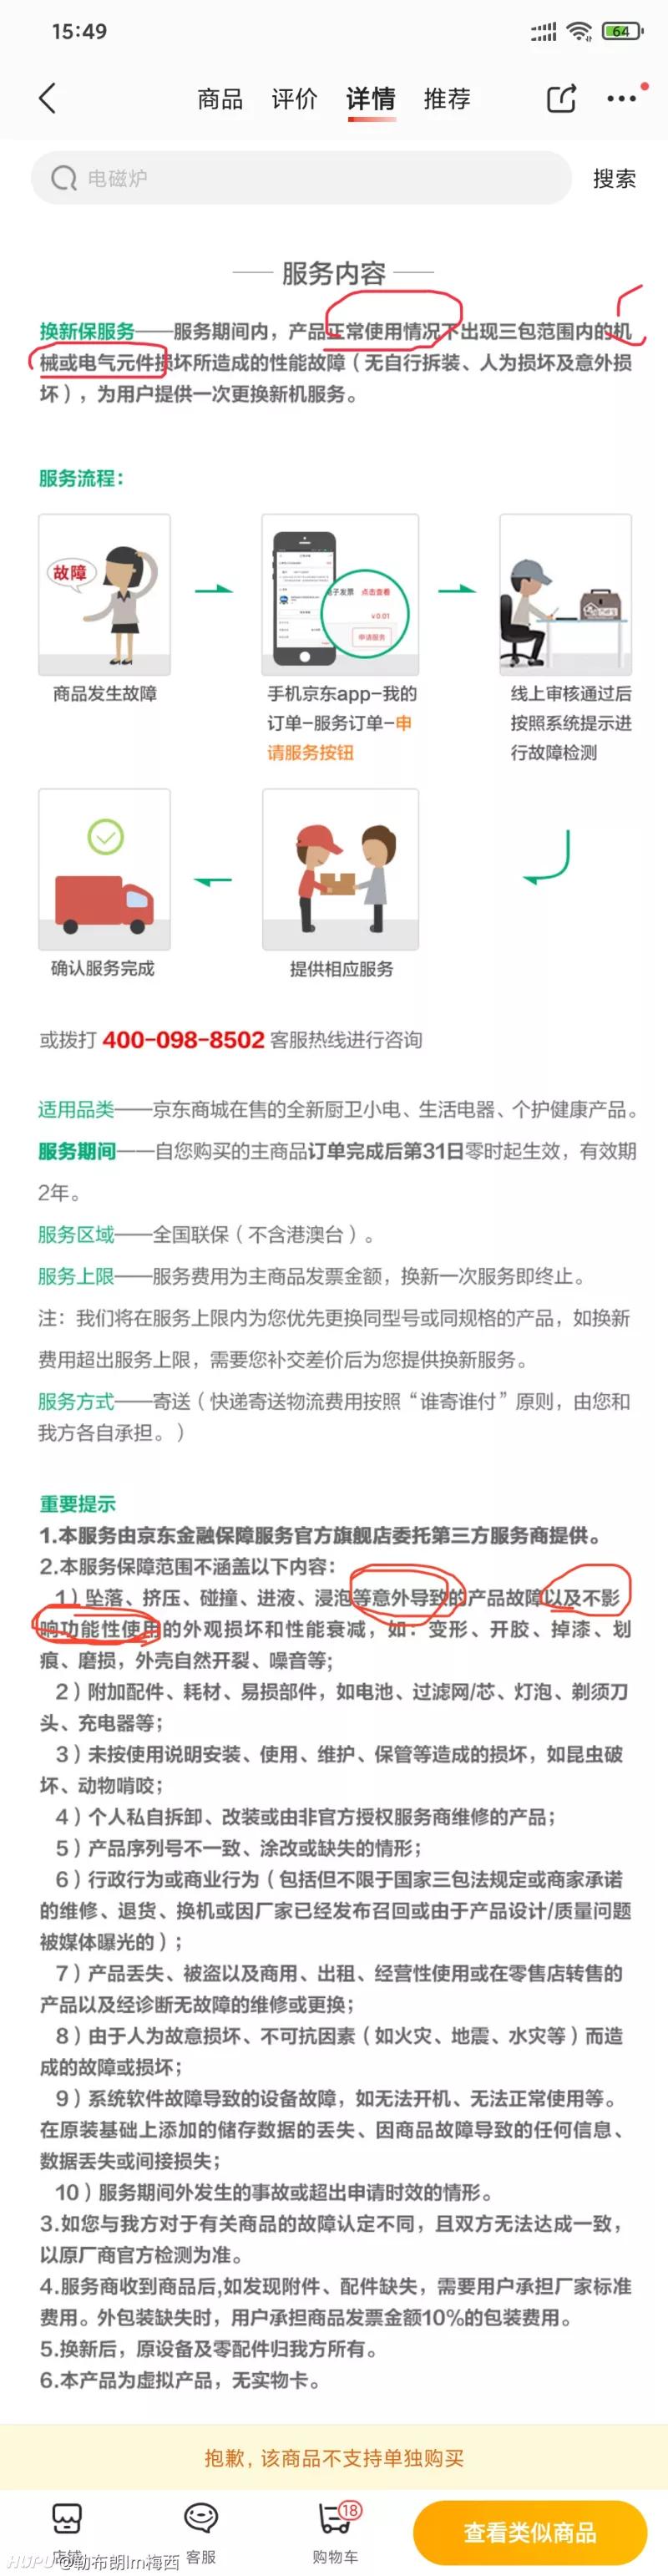 15:49
64
商品 评价 详情 推荐
电磁炉 搜索
服务内容
换新保服务——服务期间内，产品正常使用情况下出现三包范围内的机
械或电气元件损坏所造成的性能故障（无自行拆装、人为损坏及意外损
坏），为用户提供一次更换新机服务。
服务流程：
故障
电子发票 点击查看
¥0.01
申请服务
商品发生故障
手机京东app-我的
订单-服务订单-申
请服务按钮
线上审核通过后
按照系统提示进
行故障检测
确认服务完成
提供相应服务
或拨打 400-098-8502 客服热线进行咨询
适用品类——京东商城在售的全新厨卫小电、生活电器、个护健康产品。
服务期间——自您购买的主商品订单完成后第31日零时起生效，有效期
2年。
服务区域——全国联保（不含港澳台）。
服务上限——服务费用为主商品发票金额，换新一次服务即终止。
注：我们将在服务上限内为您优先更换同型号或同规格的产品，如换新
费用超出服务上限，需要您补交差价后为您提供换新服务。
服务方式——寄送（快递寄送物流费用按照“谁寄谁付”原则，由您和
我方各自承担。）
重要提示
1.本服务由京东金融保障服务官方旗舰店委托第三方服务商提供。
2.本服务保障范围不涵盖以下内容：
1）坠落、挤压、碰撞、进液、浸泡等意外导致的产品故障以及不影
响功能性使用的外观损坏和性能衰减，如：变形、开胶、掉漆、划
痕、磨损，外壳自然开裂、噪音等；
2）附加配件、耗材、易损部件，如电池、过滤网/芯、灯泡、剃须刀
头、充电器等；
3）未按使用说明安装、使用、维护、保管等造成的损坏，如昆虫破
坏、动物啃咬；
4）个人私自拆卸、改装或由非官方授权服务商维修的产品；
5）产品序列号不一致、涂改或缺失的情形；
6）行政行为或商业行为（包括但不限于国家三包法规定或商家承诺
的维修、退货、换机或因厂家已经发布召回或由于产品设计/质量问题
被媒体曝光的）；
7）产品丢失、被盗以及商用、出租、经营性使用或在零售店转售的
产品以及经诊断无故障的维修或更换；
8）由于人为故意损坏、不可抗因素（如火灾、地震、水灾等）而造
成的故障或损坏；
9）系统软件故障导致的设备故障，如无法开机、无法正常使用等。
在原装基础上添加的储存数据的丢失、因商品故障导致的任何信息、
数据丢失或间接损失；
10）服务期间外发生的事故或超出申请时效的情形。
3.如您与我方对于有关商品的故障认定不同，且双方无法达成一致，
以原厂商官方检测为准。
4.服务商收到商品后,如发现附件、配件缺失，需要用户承担厂家标准
费用。外包装缺失时，用户承担商品发票金额10%的包装费用。
5.换新后，原设备及零配件归我方所有。
6.本产品为虚拟产品，无实物卡。
抱歉，该商品不支持单独购买
18
店铺 客服 购物车 查看类似商品
HUPU @勒布朗lm梅西